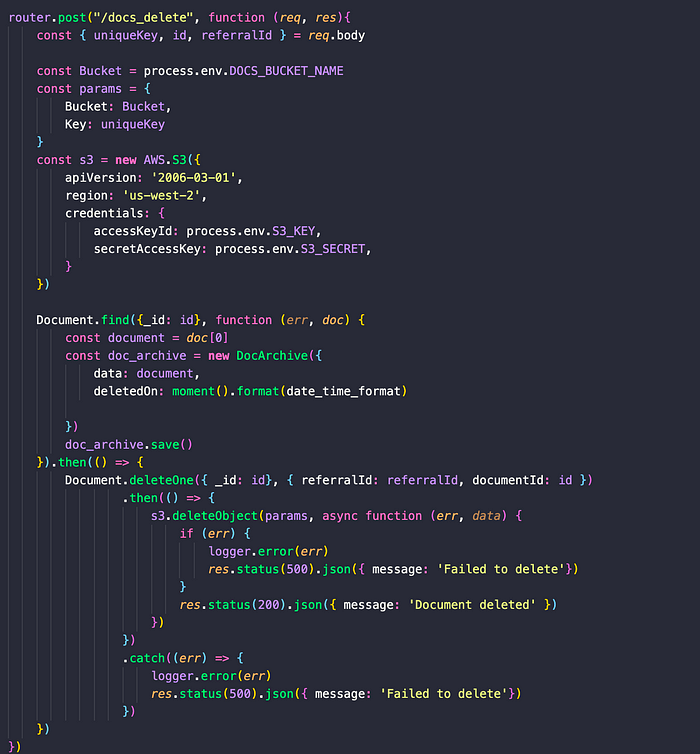 router.post("/docs_delete", function (req, res){
    const { uniqueKey, id, referralId } = req.body

    const Bucket = process.env.DOCS_BUCKET_NAME
    const params = {
        Bucket: Bucket,
        Key: uniqueKey
    }
    const s3 = new AWS.S3({
        apiVersion: '2006-03-01',
        region: 'us-west-2',
        credentials: {
            accessKeyId: process.env.S3_KEY,
            secretAccessKey: process.env.S3_SECRET,
        }
    })

    Document.find({_id: id}, function (err, doc) {
        const document = doc[0]
        const doc_archive = new DocArchive({
            data: document,
            deletedOn: moment().format(date_time_format)

        })
        doc_archive.save()
    }).then(() => {
        Document.deleteOne({ _id: id}, { referralId: referralId, documentId: id })
                .then(() => {
                    s3.deleteObject(params, async function (err, data) {
                        if (err) {
                            logger.error(err)
                            res.status(500).json({ message: 'Failed to delete'})
                        }
                        res.status(200).json({ message: 'Document deleted' })
                    })
                })
                .catch((err) => {
                    logger.error(err)
                    res.status(500).json({ message: 'Failed to delete'})
                })
    })
})